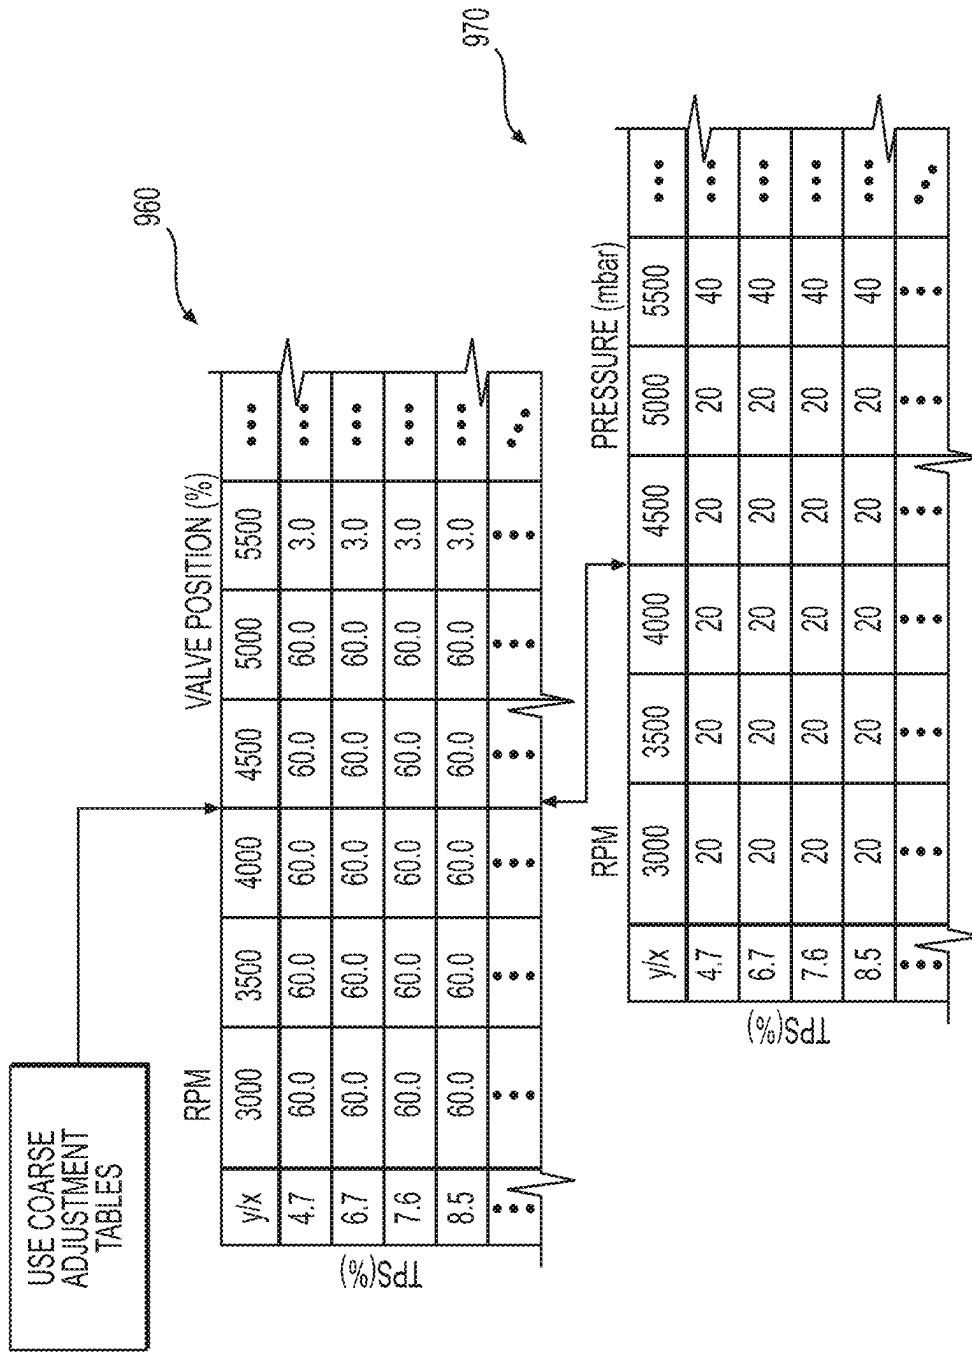 USE COARSE
ADJUSTMENT
TABLES
960
RPM VALVE POSITION (%)
TPS(%)
y/x 3000 3500 4000 4500 5000 5500 •••
4.7 60.0 60.0 60.0 60.0 60.0 3.0 •••
6.7 60.0 60.0 60.0 60.0 60.0 3.0 •••
7.6 60.0 60.0 60.0 60.0 60.0 3.0 •••
8.5 60.0 60.0 60.0 60.0 60.0 3.0 •••
••• ••• ••• ••• ••• ••• ••• •••
970
RPM PRESSURE (mbar)
TPS(%)
y/x 3000 3500 4000 4500 5000 5500 •••
4.7 20 20 20 20 20 40 •••
6.7 20 20 20 20 20 40 •••
7.6 20 20 20 20 20 40 •••
8.5 20 20 20 20 20 40 •••
••• ••• ••• ••• ••• ••• ••• •••